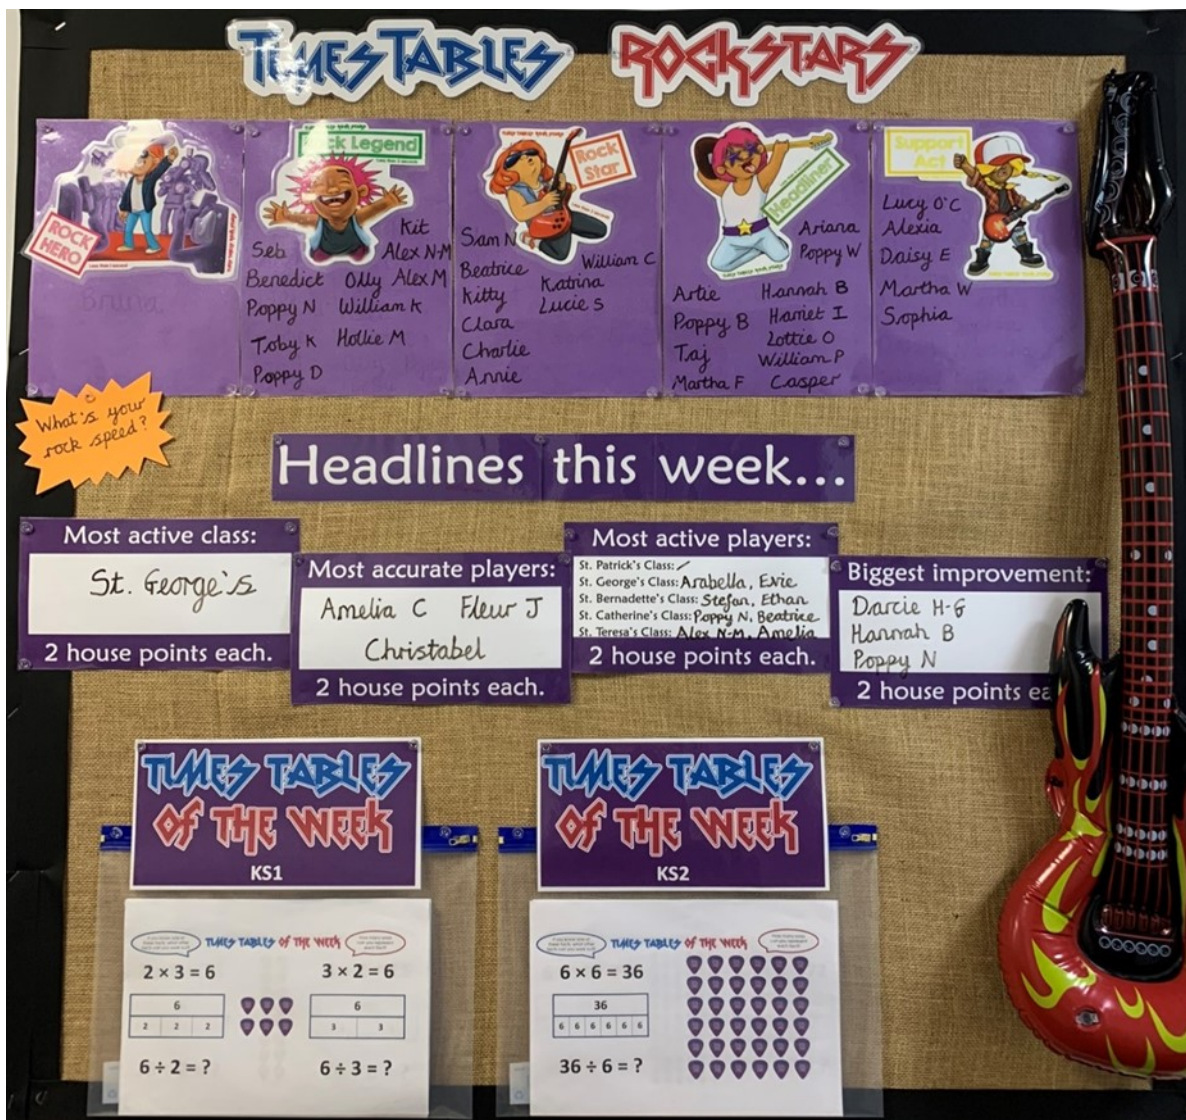 TIMES TABLES ROCKSTARS
ROCK
HERO
Rock Legend
Kit
Seb Alex N-M
Benedict Olly Alex M
Poppy N William K
Toby K Hollie M
Poppy D
Rock
Star
Sam N
William C
Beatrice Katrina
Kitty Lucie S
Clara
Charlie
Annie
Headliner
Ariana
Poppy W
Artie Hannah B
Poppy B Harriet I
Lottie O
Taj William P
Martha F Casper
Support
Act
Lucy O'C
Alexia
Daisy E
Martha W
Sophia
What's your
rock speed?
Headlines this week...
Most active class:
St. George's
2 house points each.
Most accurate players:
Amelia C Fleur J
Christabel
2 house points each.
Most active players:
St. Patrick's Class: /
St. George's Class: Arabella, Evie
St. Bernadette's Class: Stefan, Ethan
St. Catherine's Class: Poppy N, Beatrice
St. Teresa's Class: Alex N-M, Amelia
2 house points each.
Biggest improvement:
Darcie H-G
Hannah B
Poppy N
2 house points ea
TIMES TABLES
OF THE WEEK
KS1
TIMES TABLES OF THE WEEK
2 × 3 = 6 3 × 2 = 6
6 6
2 2 2 3 3
6 ÷ 2 = ? 6 ÷ 3 = ?
TIMES TABLES
OF THE WEEK
KS2
TIMES TABLES OF THE WEEK
6 × 6 = 36
36
6 6 6 6 6 6
36 ÷ 6 = ?